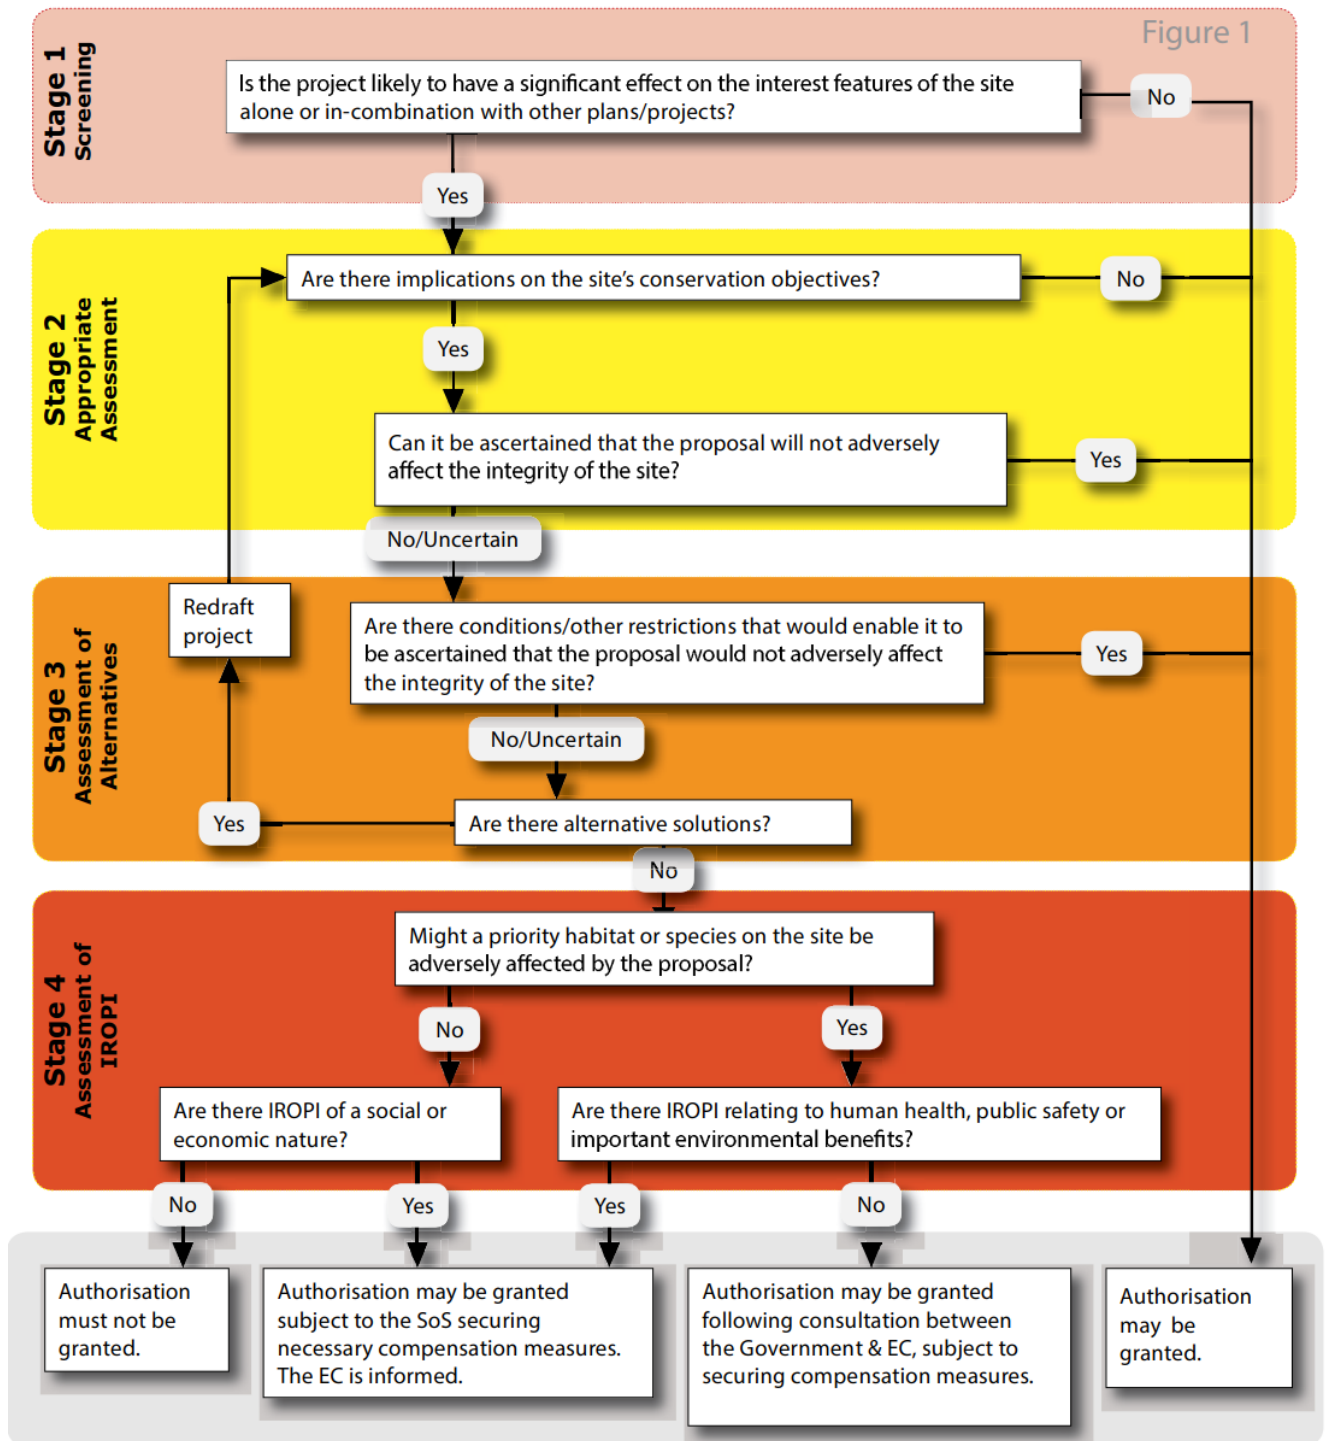 Figure 1
Stage 1
Screening
Is the project likely to have a significant effect on the interest features of the site
alone or in-combination with other plans/projects?
No
Yes
Stage 2
Appropriate
Assessment
Are there implications on the site's conservation objectives?
No
Yes
Can it be ascertained that the proposal will not adversely
affect the integrity of the site?
Yes
No/Uncertain
Stage 3
Assessment of
Alternatives
Redraft
project
Are there conditions/other restrictions that would enable it to
be ascertained that the proposal would not adversely affect
the integrity of the site?
Yes
No/Uncertain
Yes
Are there alternative solutions?
No
Stage 4
Assessment of
IROPI
Might a priority habitat or species on the site be
adversely affected by the proposal?
No
Yes
Are there IROPI of a social or
economic nature?
Are there IROPI relating to human health, public safety or
important environmental benefits?
No
Yes
Yes
No
Authorisation
must not be
granted.
Authorisation may be granted
subject to the SoS securing
necessary compensation measures.
The EC is informed.
Authorisation may be granted
following consultation between
the Government & EC, subject to
securing compensation measures.
Authorisation
may be
granted.